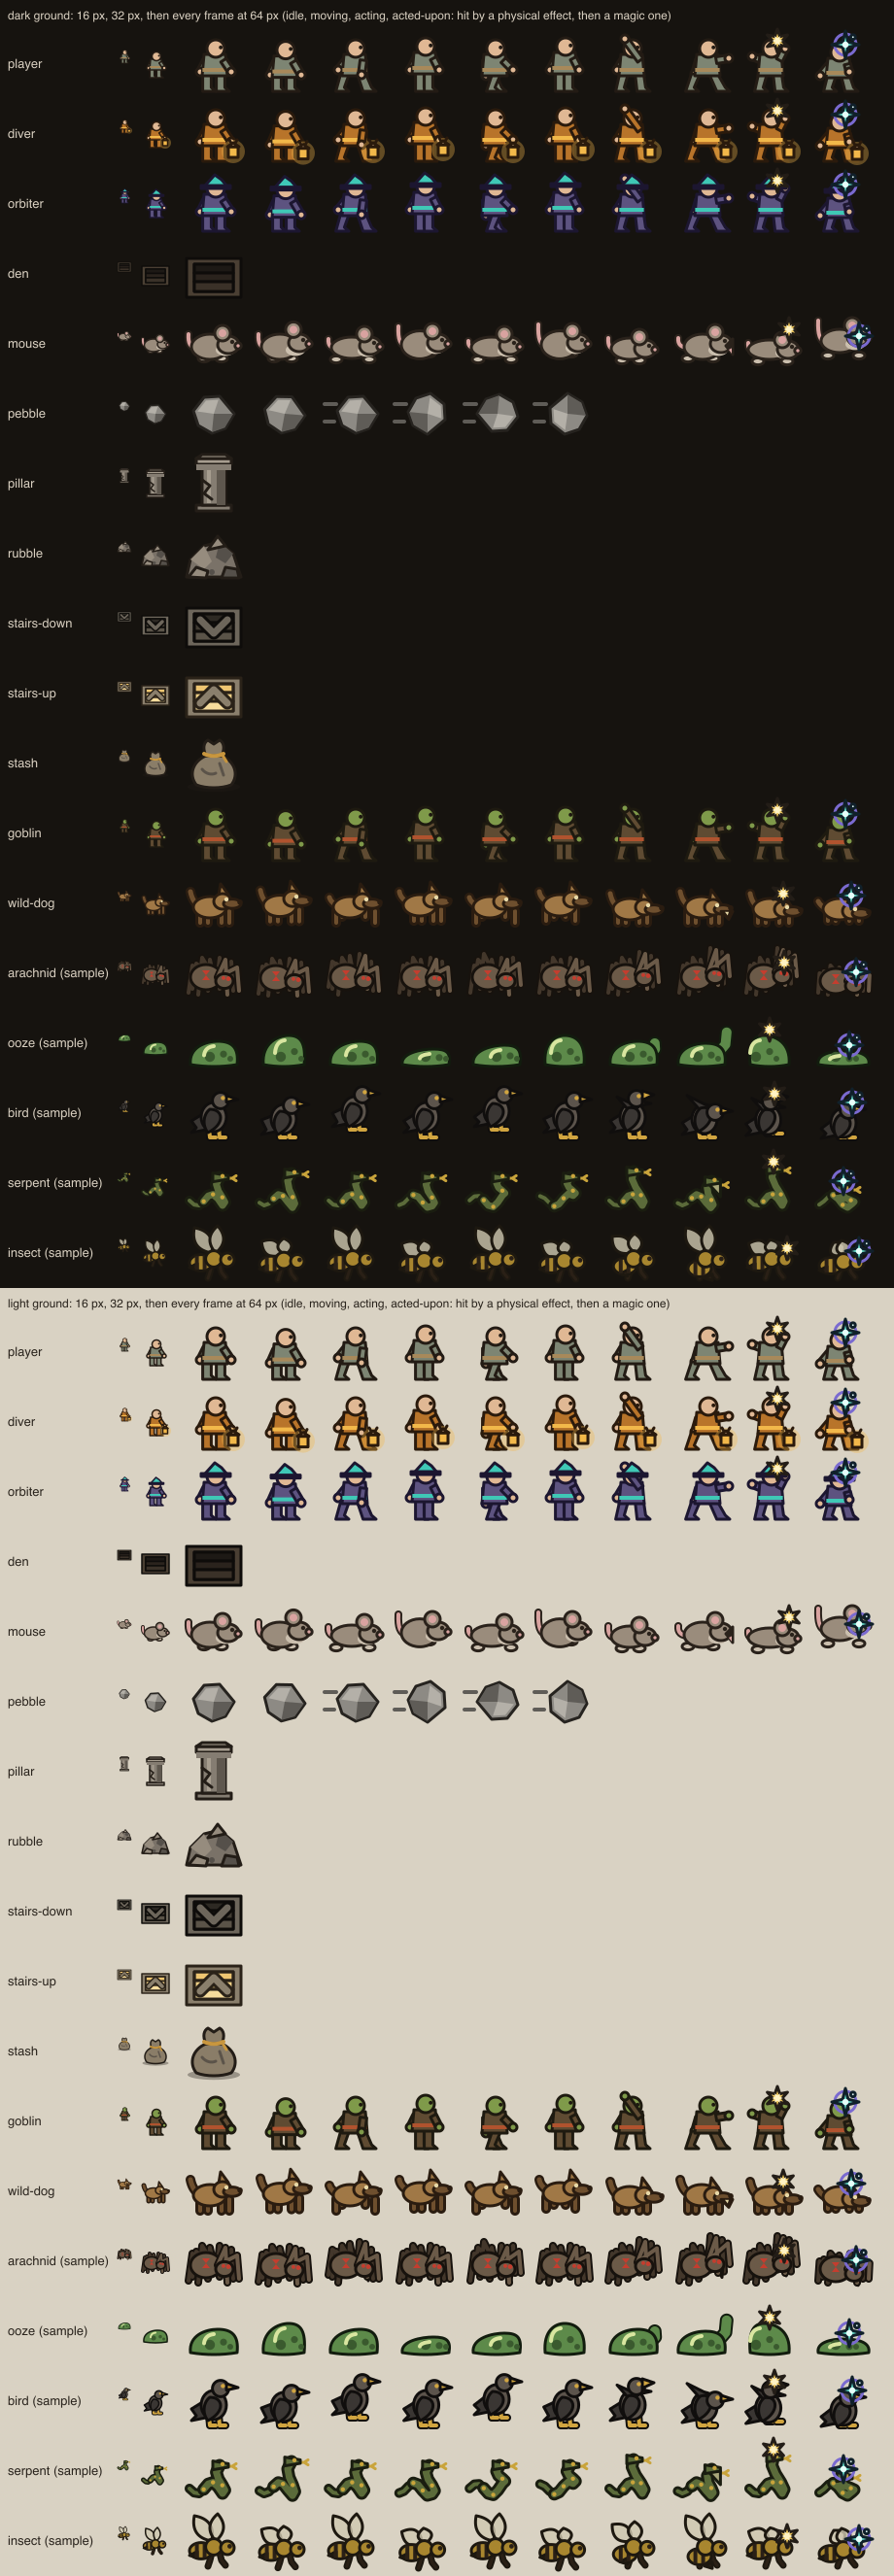 dark ground: 16 px, 32 px, then every frame at 64 px (idle, moving, acting, acted-upon: hit by a physical effect, then a magic one)
player
diver
orbiter
den
mouse
pebble
pillar
rubble
stairs-down
stairs-up
stash
goblin
wild-dog
arachnid (sample)
ooze (sample)
bird (sample)
serpent (sample)
insect (sample)
light ground: 16 px, 32 px, then every frame at 64 px (idle, moving, acting, acted-upon: hit by a physical effect, then a magic one)
player
diver
orbiter
den
mouse
pebble
pillar
rubble
stairs-down
stairs-up
stash
goblin
wild-dog
arachnid (sample)
ooze (sample)
bird (sample)
serpent (sample)
insect (sample)